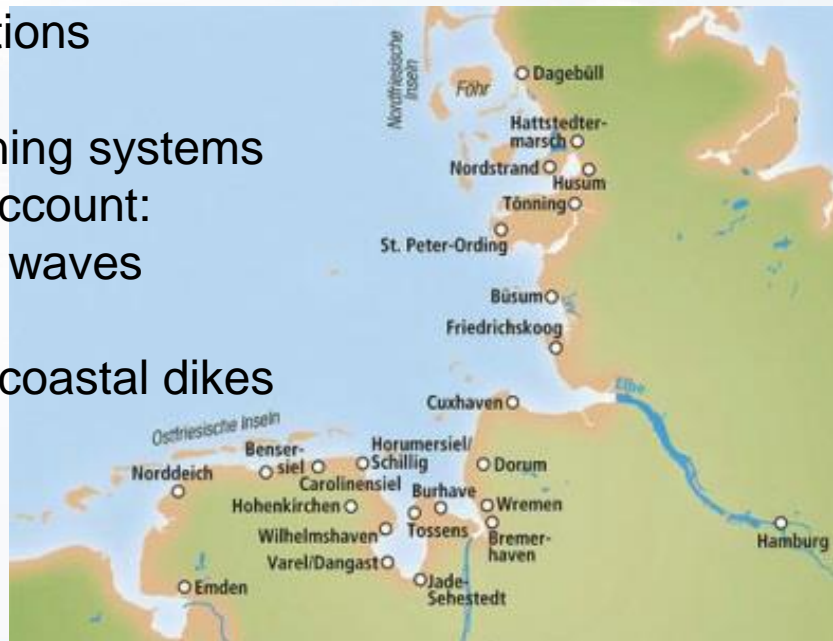 tions
ning systems
account:
waves
coastal dikes
Nordfriesische
Inseln
Föhr
Dagebüll
Hattstedter-
marsch
Nordstrand
Husum
Tönning
St. Peter-Ording
Büsum
Friedrichskoog
Elbe
Cuxhaven
Ostfriesische Inseln
Norddeich
Benser-
siel
Carolinensiel
Horumersiel/
Schillig
Dorum
Hohenkirchen
Burhave
Wremen
Wilhelmshaven
Tossens
Bremer-
haven
Hamburg
Varel/Dangast
Emden
Jade-
Sehestedt